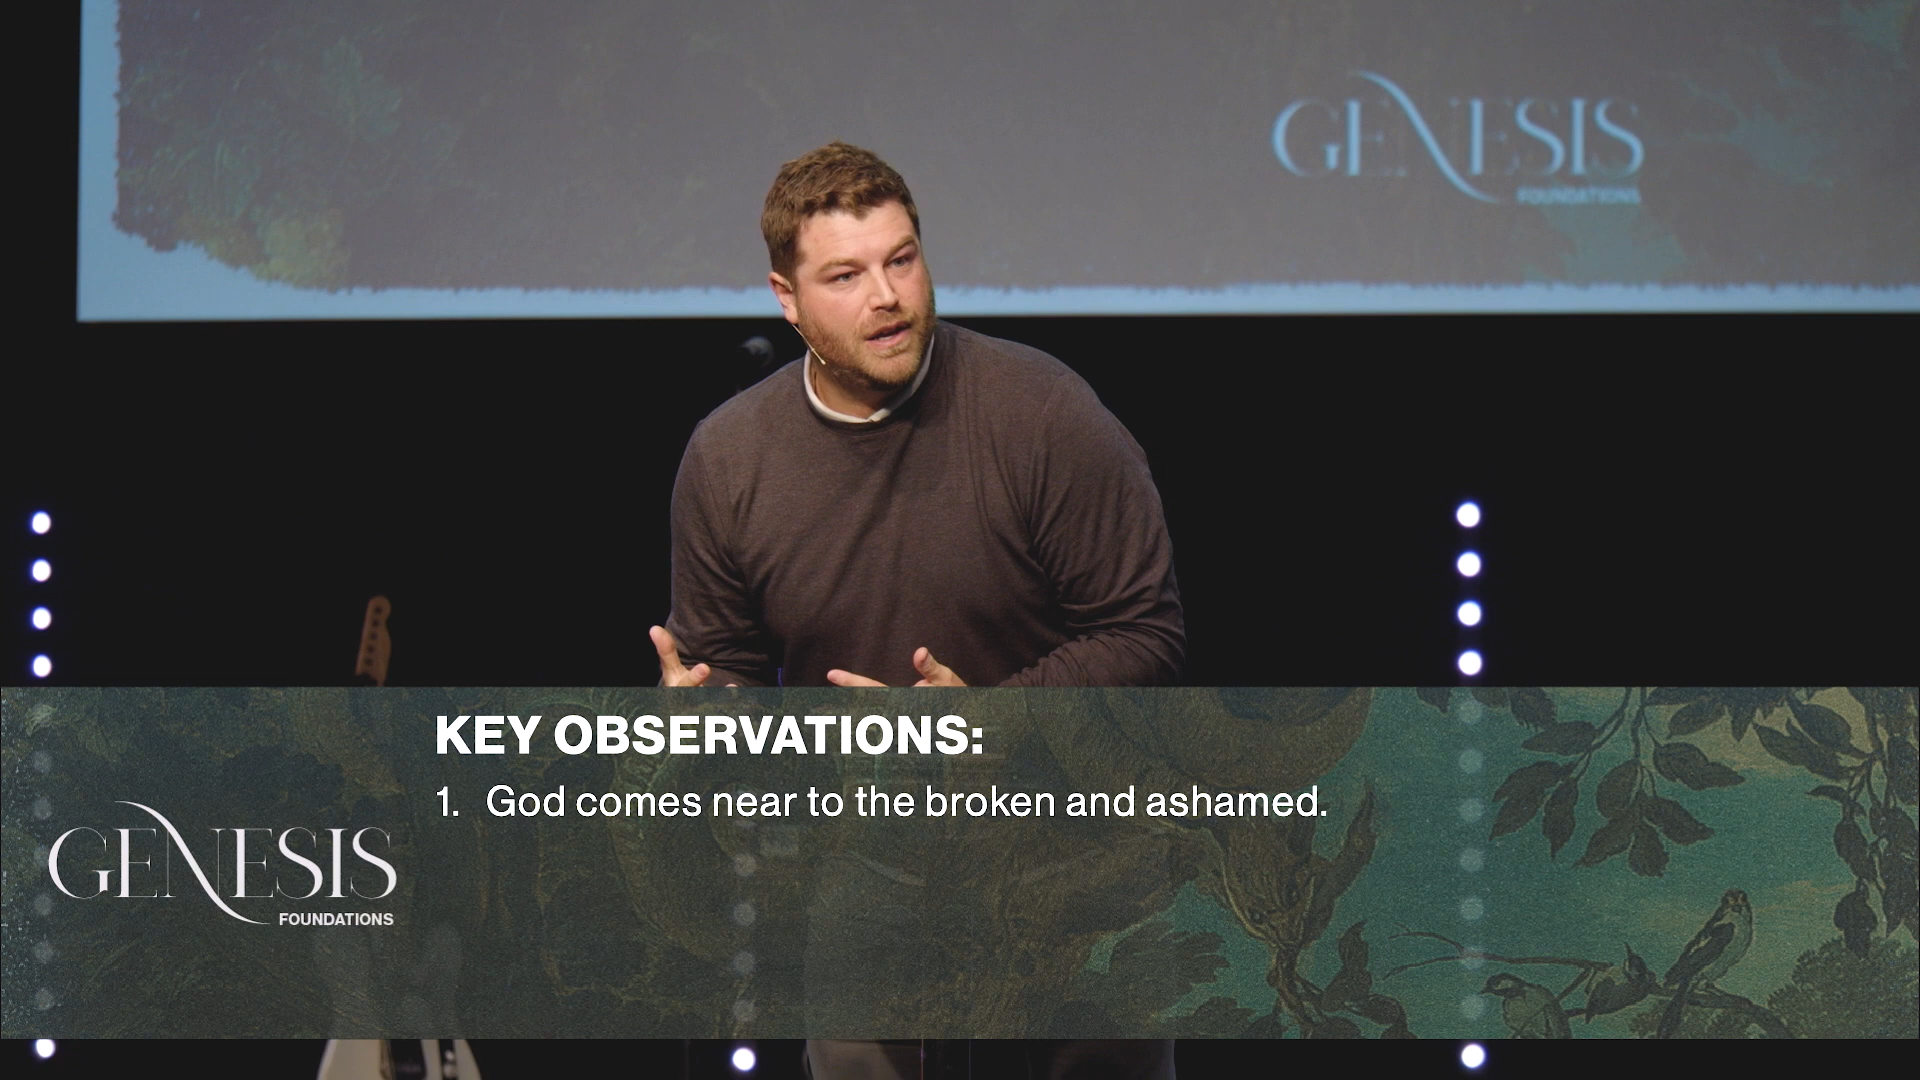 GENESIS
FOUNDATIONS
KEY OBSERVATIONS:
1. God comes near to the broken and ashamed.
GENESIS
FOUNDATIONS